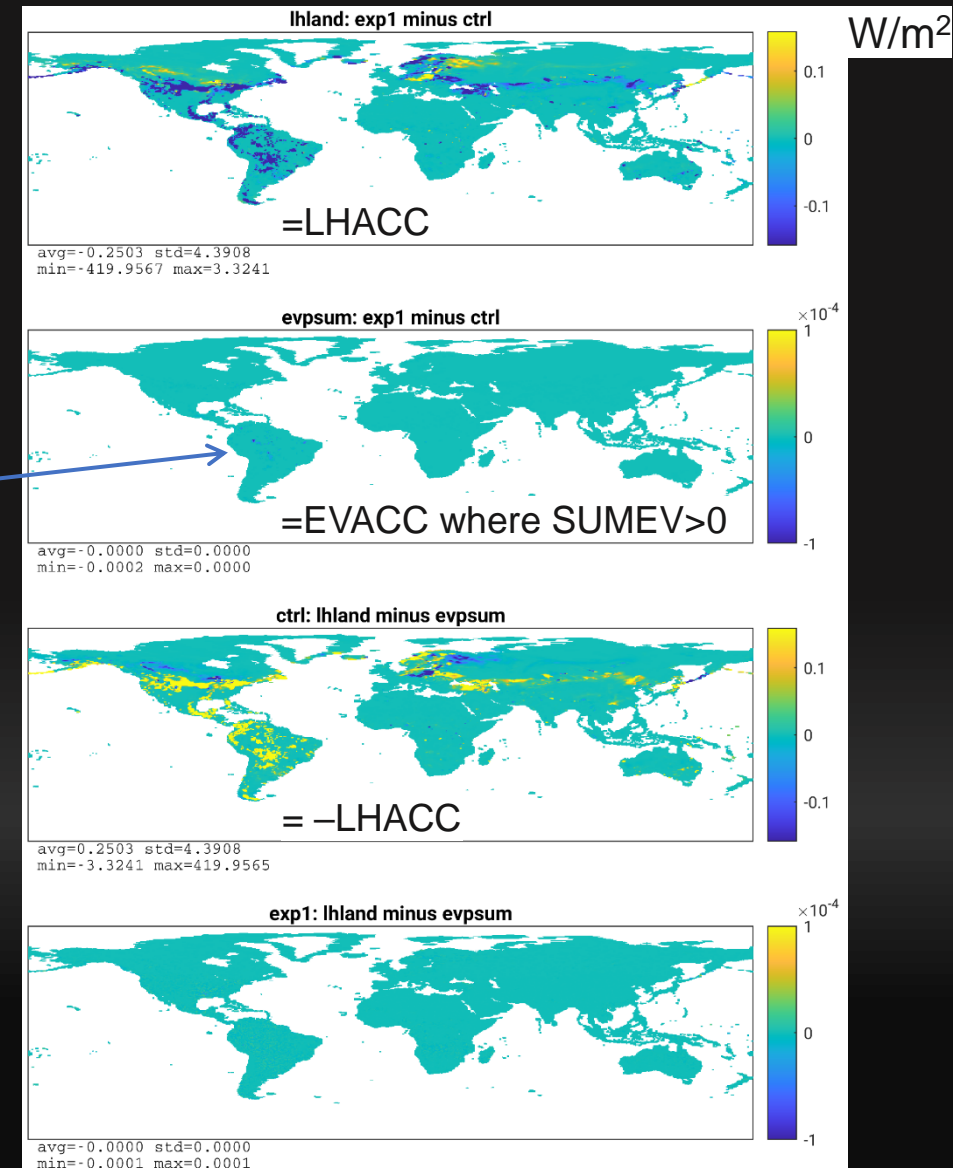 lhland: exp1 minus ctrl
W/m2
0.1
0
-0.1
=LHACC
avg=-0.2503 std=4.3908
min=-419.9567 max=3.3241
evpsum: exp1 minus ctrl
×10-4
1
0
-1
=EVACC where SUMEV>0
avg=-0.0000 std=0.0000
min=-0.0002 max=0.0000
ctrl: lhland minus evpsum
0.1
0
-0.1
= –LHACC
avg=0.2503 std=4.3908
min=-3.3241 max=419.9565
exp1: lhland minus evpsum
×10-4
1
0
-1
avg=-0.0000 std=0.0000
min=-0.0001 max=0.0001